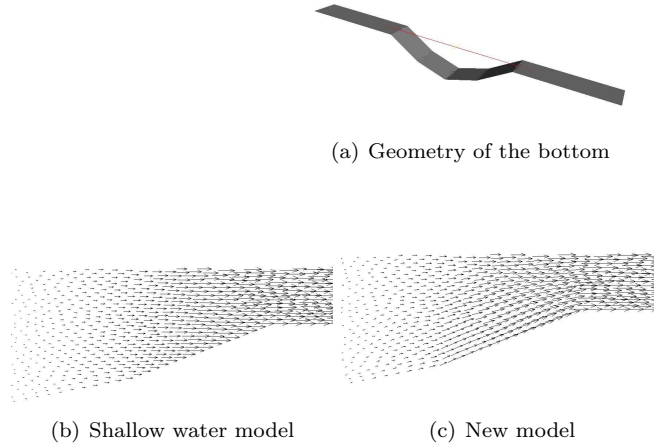 (a) Geometry of the bottom
(b) Shallow water model
(c) New model